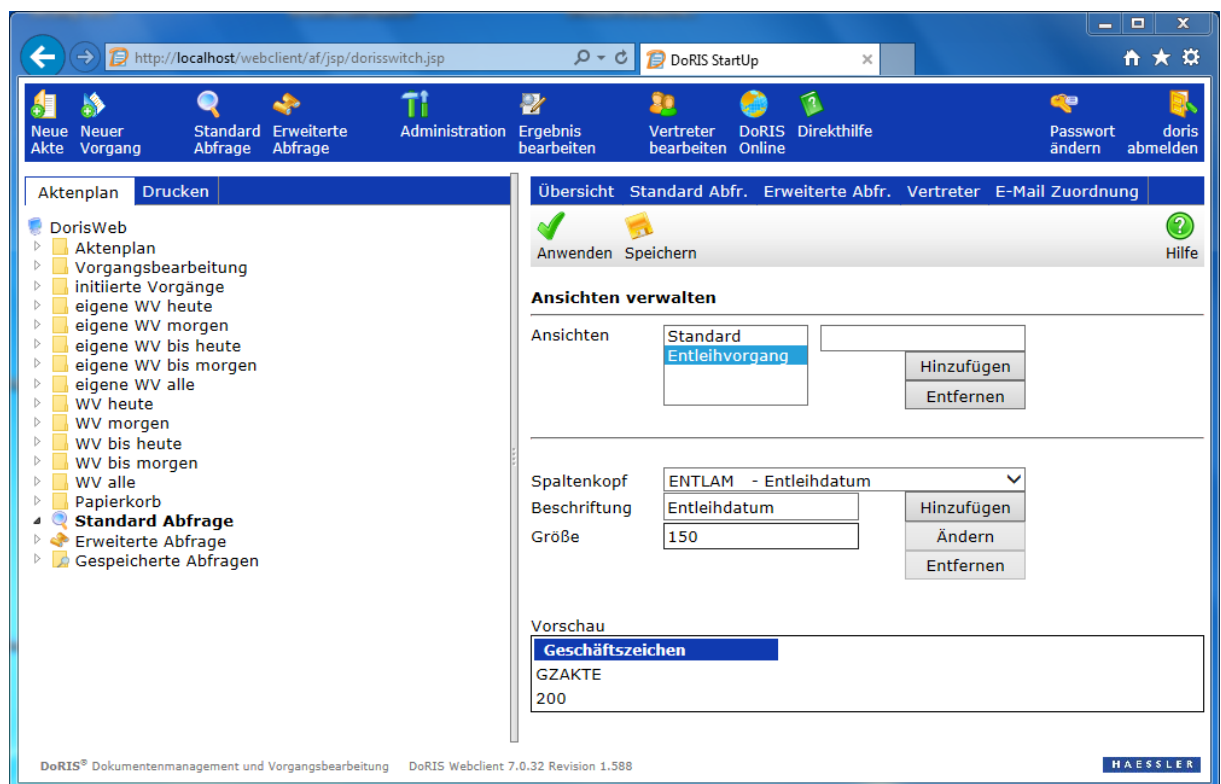 http://localhost/webclient/af/jsp/dorisswitch.jsp
DoRIS StartUp
Neue Akte
Neuer Vorgang
Standard Abfrage
Erweiterte Abfrage
Administration
Ergebnis bearbeiten
Vertreter bearbeiten
DoRIS Online
Direkthilfe
Passwort ändern
doris abmelden
Aktenplan Drucken
DorisWeb
Aktenplan
Vorgangsbearbeitung
initiierte Vorgänge
eigene WV heute
eigene WV morgen
eigene WV bis heute
eigene WV bis morgen
eigene WV alle
WV heute
WV morgen
WV bis heute
WV bis morgen
WV alle
Papierkorb
Standard Abfrage
Erweiterte Abfrage
Gespeicherte Abfragen
Übersicht Standard Abfr. Erweiterte Abfr. Vertreter E-Mail Zuordnung
Anwenden Speichern Hilfe
Ansichten verwalten
Ansichten
Standard
Entleihvorgang
Hinzufügen
Entfernen
Spaltenkopf ENTLAM - Entleihdatum
Beschriftung Entleihdatum Hinzufügen
Größe 150 Ändern
Entfernen
Vorschau
Geschäftszeichen
GZAKTE
200
DoRIS® Dokumentenmanagement und Vorgangsbearbeitung DoRIS Webclient 7.0.32 Revision 1.588
HAESSLER